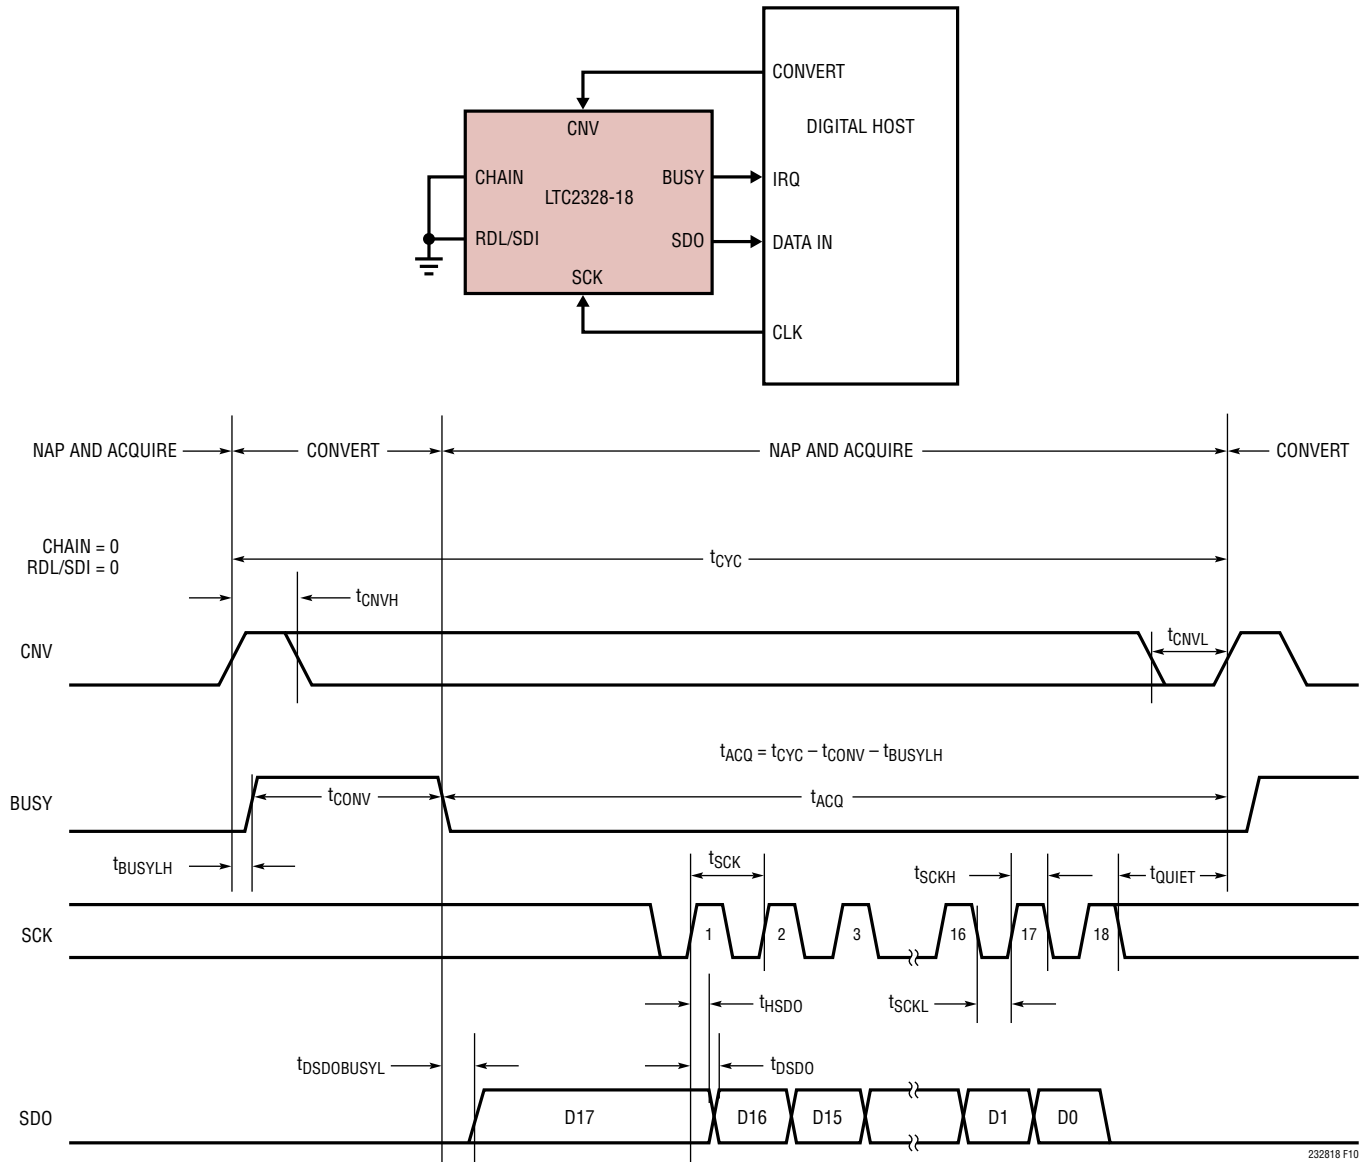 CONVERT
CNV
DIGITAL HOST
CHAIN
BUSY
IRQ
LTC2328-18
RDL/SDI
SDO
DATA IN
SCK
CLK
NAP AND ACQUIRE
CONVERT
NAP AND ACQUIRE
CONVERT
CHAIN = 0
RDL/SDI = 0
tCYC
tCNVH
CNV
tCNVL
tACQ = tCYC – tCONV – tBUSYLH
BUSY
tCONV
tACQ
tBUSYLH
tSCK
tSCKH
tQUIET
SCK
1
2
3
16
17
18
tHSDO
tSCKL
tDSDOBUSYL
tDSDO
SDO
D17
D16
D15
D1
D0
232818 F10